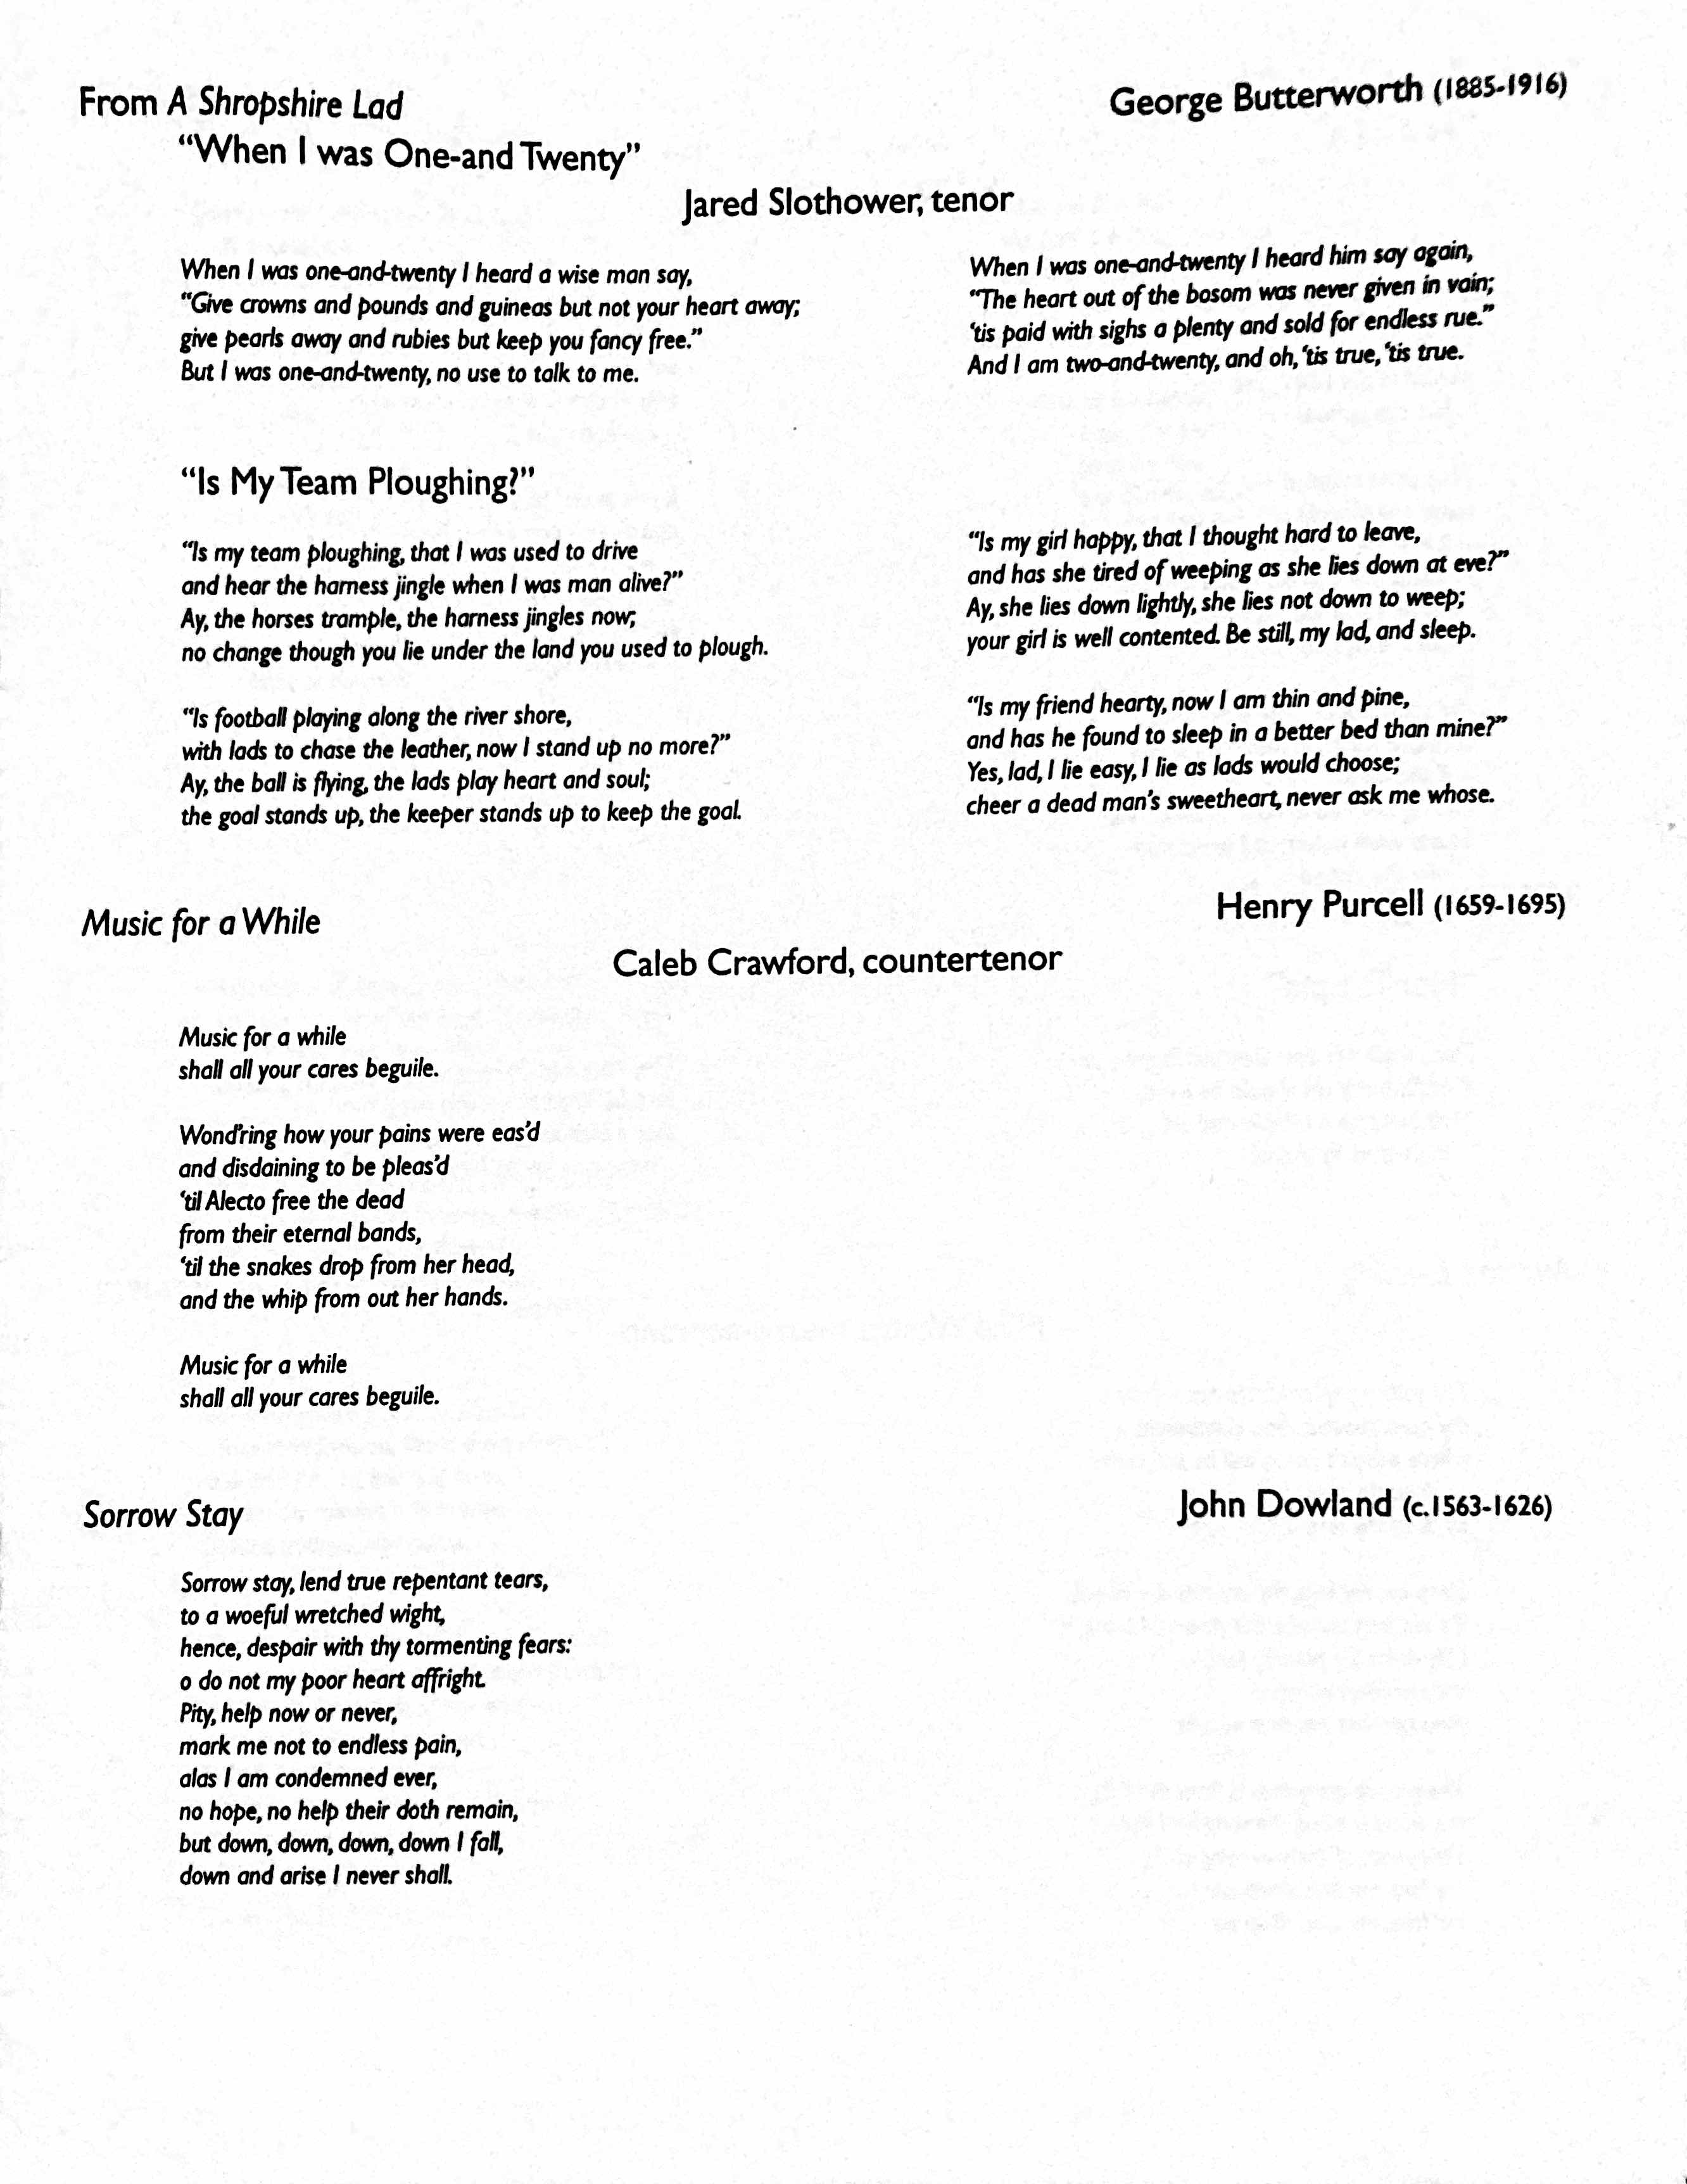 From A Shropshire Lad
George Butterworth (1885-1916)
“When I was One-and Twenty”
Jared Slothower, tenor
When I was one-and-twenty I heard a wise man say,
“Give crowns and pounds and guineas but not your heart away;
give pearls away and rubies but keep you fancy free.”
But I was one-and-twenty, no use to talk to me.
When I was one-and-twenty I heard him say again,
“The heart out of the bosom was never given in vain;
‘tis paid with sighs a plenty and sold for endless rue.”
And I am two-and-twenty, and oh, ‘tis true, ‘tis true.
“Is My Team Ploughing?”
“Is my team ploughing, that I was used to drive
and hear the harness jingle when I was man alive?”
Ay, the horses trample, the harness jingles now;
no change though you lie under the land you used to plough.
“Is football playing along the river shore,
with lads to chase the leather, now I stand up no more?”
Ay, the ball is flying, the lads play heart and soul;
the goal stands up, the keeper stands up to keep the goal.
“Is my girl happy, that I thought hard to leave,
and has she tired of weeping as she lies down at eve?”
Ay, she lies down lightly, she lies not down to weep;
your girl is well contented. Be still, my lad, and sleep.
“Is my friend hearty, now I am thin and pine,
and has he found to sleep in a better bed than mine?”
Yes, lad, I lie easy, I lie as lads would choose;
cheer a dead man’s sweetheart, never ask me whose.
Music for a While
Henry Purcell (1659-1695)
Caleb Crawford, countertenor
Music for a while
shall all your cares beguile.
Wond’ring how your pains were eas’d
and disdaining to be pleas’d
‘til Alecto free the dead
from their eternal bands,
‘til the snakes drop from her head,
and the whip from out her hands.
Music for a while
shall all your cares beguile.
Sorrow Stay
John Dowland (c.1563-1626)
Sorrow stay, lend true repentant tears,
to a woeful wretched wight,
hence, despair with thy tormenting fears:
o do not my poor heart affright.
Pity, help now or never,
mark me not to endless pain,
alas I am condemned ever,
no hope, no help their doth remain,
but down, down, down, down I fall,
down and arise I never shall.